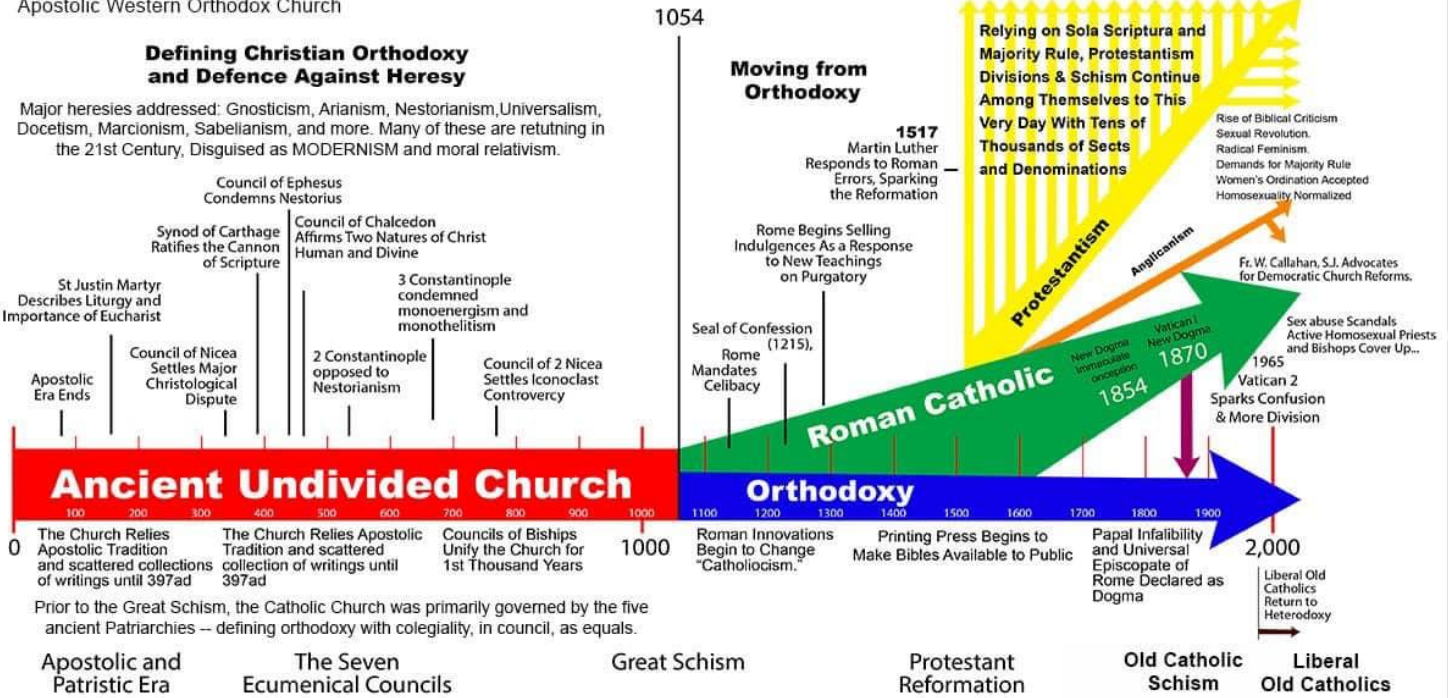 Apostolic Western Orthodox Church
1054
Defining Christian Orthodoxy
and Defence Against Heresy
Major heresies addressed: Gnosticism, Arianism, Nestorianism,Universalism,
Docetism, Marcionism, Sabelianism, and more. Many of these are retutning in
the 21st Century, Disguised as MODERNISM and moral relativism.
Council of Ephesus
Condemns Nestorius
Synod of Carthage
Ratifies the Cannon
of Scripture
Council of Chalcedon
Affirms Two Natures of Christ
Human and Divine
St Justin Martyr
Describes Liturgy and
Importance of Eucharist
3 Constantinople
condemned
monoenergism and
monothelitism
Council of Nicea
Settles Major
Christological
Dispute
2 Constantinople
opposed to
Nestorianism
Council of 2 Nicea
Settles Iconoclast
Controvercy
Apostolic
Era Ends
Moving from
Orthodoxy
1517
Martin Luther
Responds to Roman
Errors, Sparking
the Reformation
Relying on Sola Scriptura and
Majority Rule, Protestantism
Divisions & Schism Continue
Among Themselves to This
Very Day With Tens of
Thousands of Sects
and Denominations
Rise of Biblical Criticism
Sexual Revolution.
Radical Feminism.
Demands for Majority Rule
Women's Ordination Accepted
Homosexuality Normalized
Rome Begins Selling
Indulgences As a Response
to New Teachings
on Purgatory
Protestantism
Anglicanism
Fr. W. Callahan, S.J. Advocates
for Democratic Church Reforms.
Seal of Confession
(1215),
Rome
Mandates
Celibacy
Sex abuse Scandals
Active Homosexual Priests
and Bishops Cover Up...
1965
Vatican 2
Sparks Confusion
& More Division
Roman Catholic
New Dogma
Immaculate
onception
1854
Vatican I
New Dogma
1870
Ancient Undivided Church
Orthodoxy
100 200 300 400 500 600 700 800 900 1000 1100 1200 1300 1400 1500 1600 1700 1800 1900
0
1000
2,000
The Church Relies
Apostolic Tradition
and scattered collections
of writings until 397ad
The Church Relies Apostolic
Tradition and scattered
collection of writings until
397ad
Councils of Biships
Unify the Church for
1st Thousand Years
Roman Innovations
Begin to Change
"Catholiocism."
Printing Press Begins to
Make Bibles Available to Public
Papal Infalibility
and Universal
Episcopate of
Rome Declared as
Dogma
Liberal Old
Catholics
Return to
Heterodoxy
Prior to the Great Schism, the Catholic Church was primarily governed by the five
ancient Patriarchies -- defining orthodoxy with colegiality, in council, as equals.
Apostolic and
Patristic Era
The Seven
Ecumenical Councils
Great Schism
Protestant
Reformation
Old Catholic
Schism
Liberal
Old Catholics